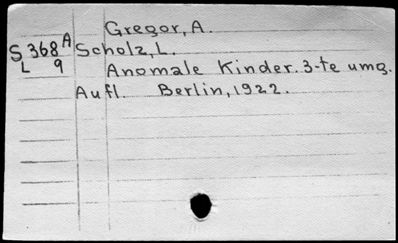 Gregor, A.
S 368 A Scholz, L.
L 9 Anomale Kinder. 3-te umg.
Aufl. Berlin, 1922.